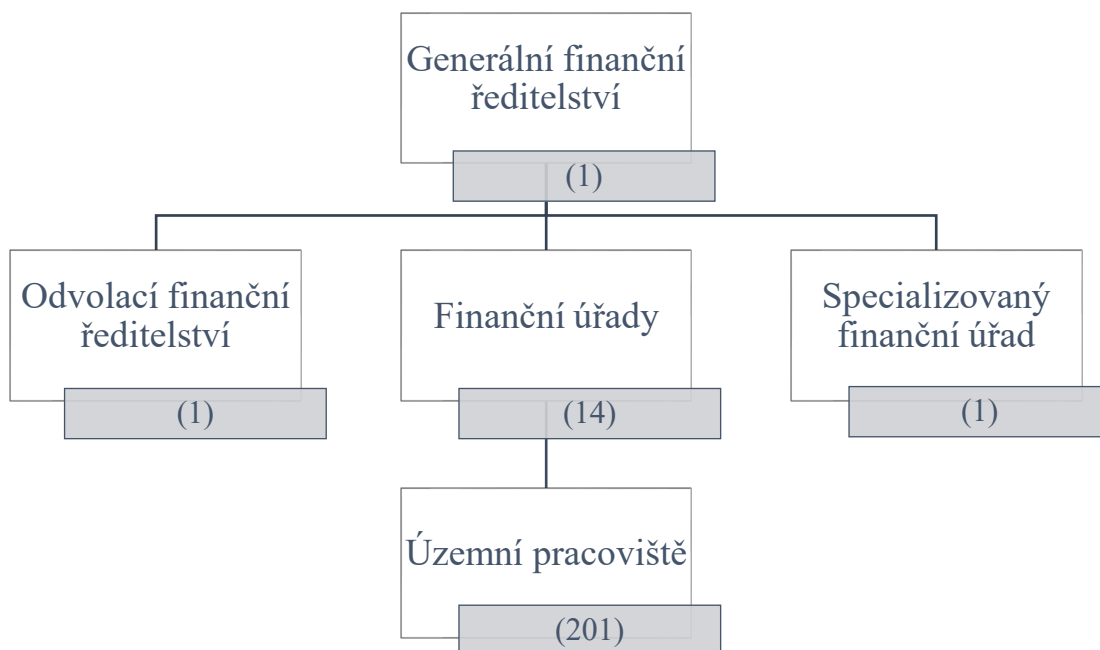 Generální finanční
ředitelství
(1)
Odvolací finanční
ředitelství
(1)
Finanční úřady
(14)
Specializovaný
finanční úřad
(1)
Územní pracoviště
(201)